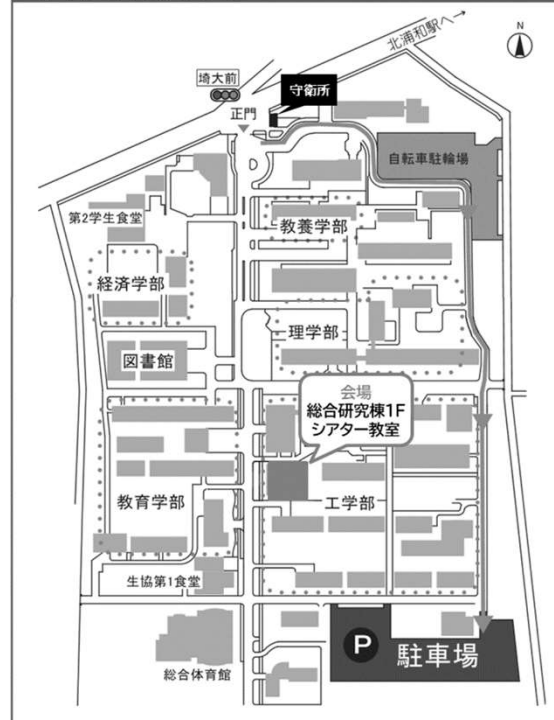 北浦和駅へ→
N
埼大前
守衛所
正門
自転車駐輪場
第2学生食堂
教養学部
経済学部
理学部
図書館
会場
総合研究棟1F
シアター教室
教育学部
工学部
生協第1食堂
P
駐車場
総合体育館